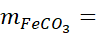 m_{FeCO_3} =